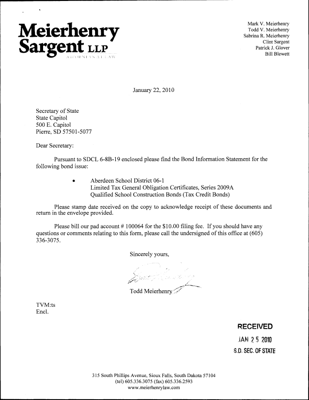 Meierhenry
Sargent LLP
Mark V. Meierhenry
Todd V. Meierhenry
Sabrina R. Meierhenry
Clint Sargent
Patrick J. Glover
Bill Blewett
January 22, 2010
Secretary of State
State Capitol
500 E. Capitol
Pierre, SD 57501-5077
Dear Secretary:
Pursuant to SDCL 6-8B-19 enclosed please find the Bond Information Statement for the
following bond issue:
• Aberdeen School District 06-1
Limited Tax General Obligation Certificates, Series 2009A
Qualified School Construction Bonds (Tax Credit Bonds)
Please stamp date received on the copy to acknowledge receipt of these documents and
return in the envelope provided.
Please bill our pad account # 100064 for the $10.00 filing fee. If you should have any
questions or comments relating to this form, please call the undersigned of this office at (605)
336-3075.
Sincerely yours,
Todd Meierhenry
TVM:ts
Encl.
RECEIVED
JAN 25 2010
S.D. SEC. OF STATE
315 South Phillips Avenue, Sioux Falls, South Dakota 57104
(tel) 605.336.3075 (fax) 605.336.2593
www.meierhenrylaw.com